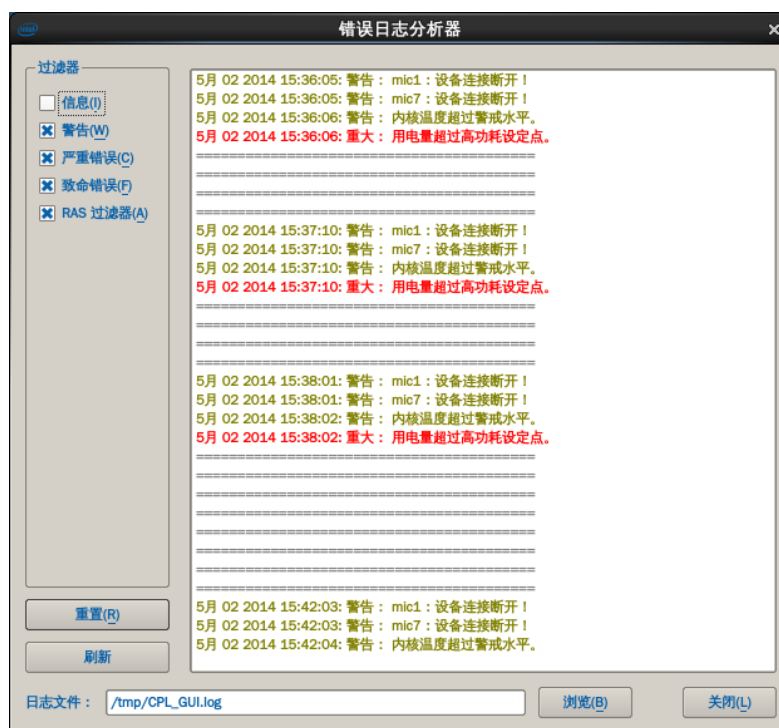 intel
错误日志分析器
过滤器
信息(I)
警告(W)
严重错误(C)
致命错误(F)
RAS 过滤器(A)
5月 02 2014 15:36:05: 警告： mic1：设备连接断开！
5月 02 2014 15:36:05: 警告： mic7：设备连接断开！
5月 02 2014 15:36:06: 警告： 内核温度超过警戒水平。
5月 02 2014 15:36:06: 重大： 用电量超过高功耗设定点。
==========================================
==========================================
==========================================
==========================================
5月 02 2014 15:37:10: 警告： mic1：设备连接断开！
5月 02 2014 15:37:10: 警告： mic7：设备连接断开！
5月 02 2014 15:37:10: 警告： 内核温度超过警戒水平。
5月 02 2014 15:37:10: 重大： 用电量超过高功耗设定点。
==========================================
==========================================
==========================================
==========================================
5月 02 2014 15:38:01: 警告： mic1：设备连接断开！
5月 02 2014 15:38:01: 警告： mic7：设备连接断开！
5月 02 2014 15:38:02: 警告： 内核温度超过警戒水平。
5月 02 2014 15:38:02: 重大： 用电量超过高功耗设定点。
==========================================
==========================================
==========================================
==========================================
==========================================
==========================================
==========================================
==========================================
5月 02 2014 15:42:03: 警告： mic1：设备连接断开！
5月 02 2014 15:42:03: 警告： mic7：设备连接断开！
5月 02 2014 15:42:04: 警告： 内核温度超过警戒水平。
重置(R)
刷新
日志文件： /tmp/CPL_GUI.log 浏览(B) 关闭(L)